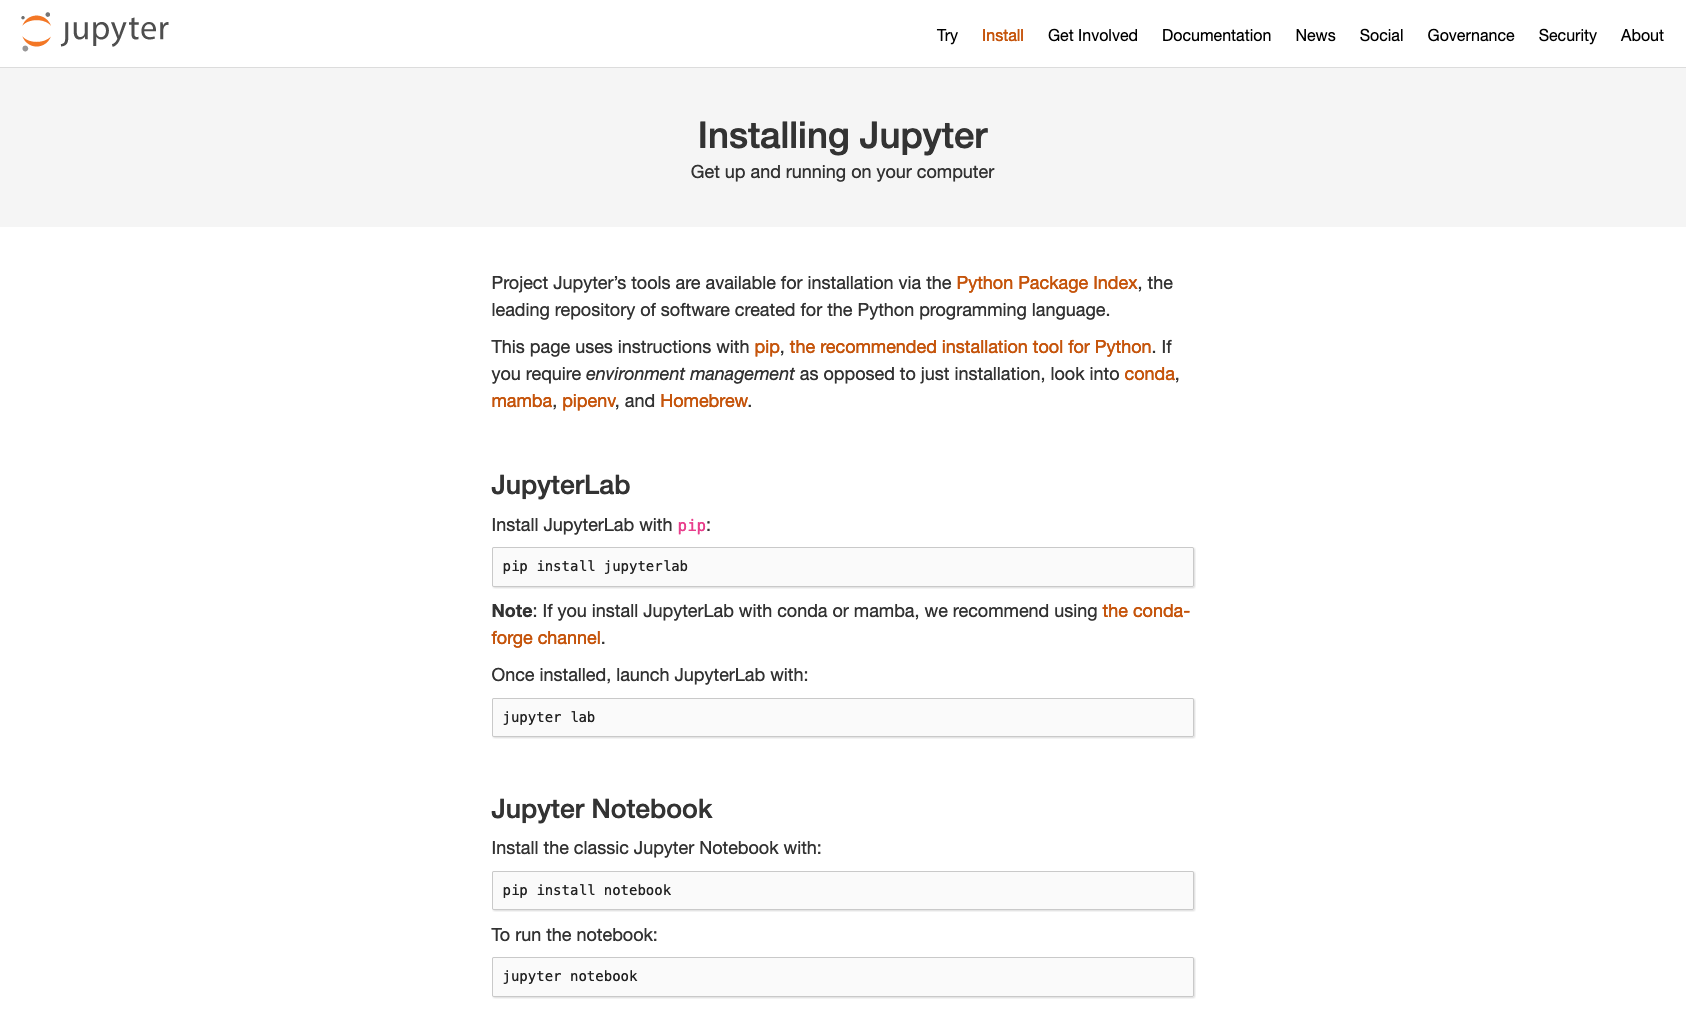 jupyter
Try Install Get Involved Documentation News Social Governance Security About
Installing Jupyter
Get up and running on your computer
Project Jupyter’s tools are available for installation via the Python Package Index, the
leading repository of software created for the Python programming language.
This page uses instructions with pip, the recommended installation tool for Python. If
you require environment management as opposed to just installation, look into conda,
mamba, pipenv, and Homebrew.
JupyterLab
Install JupyterLab with pip:
pip install jupyterlab
Note: If you install JupyterLab with conda or mamba, we recommend using the conda-
forge channel.
Once installed, launch JupyterLab with:
jupyter lab
Jupyter Notebook
Install the classic Jupyter Notebook with:
pip install notebook
To run the notebook:
jupyter notebook